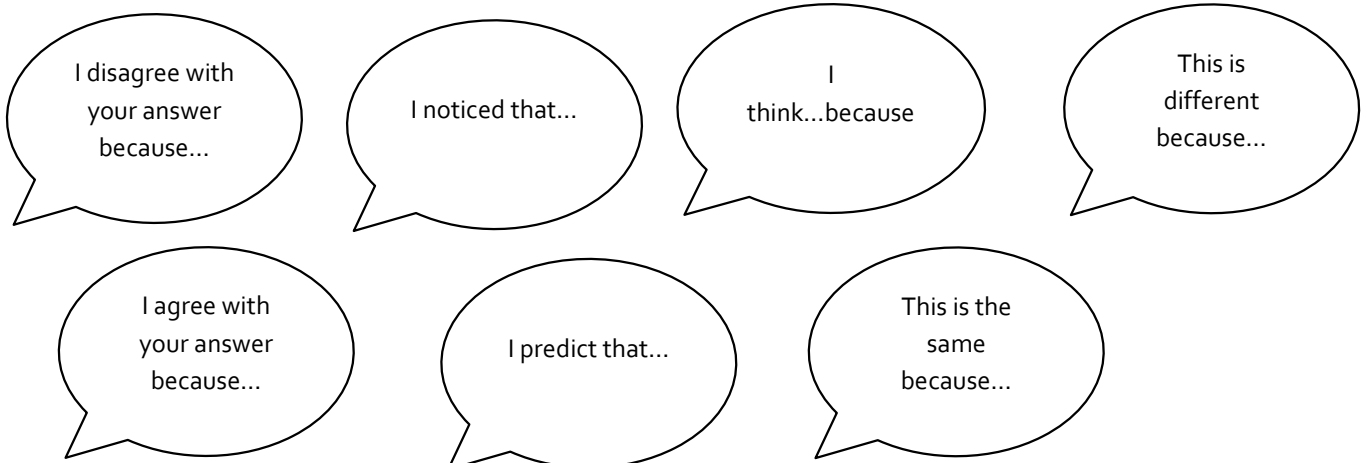 I disagree with
your answer
because...
I noticed that...
I
think...because
This is
different
because...
I agree with
your answer
because...
I predict that...
This is the
same
because...